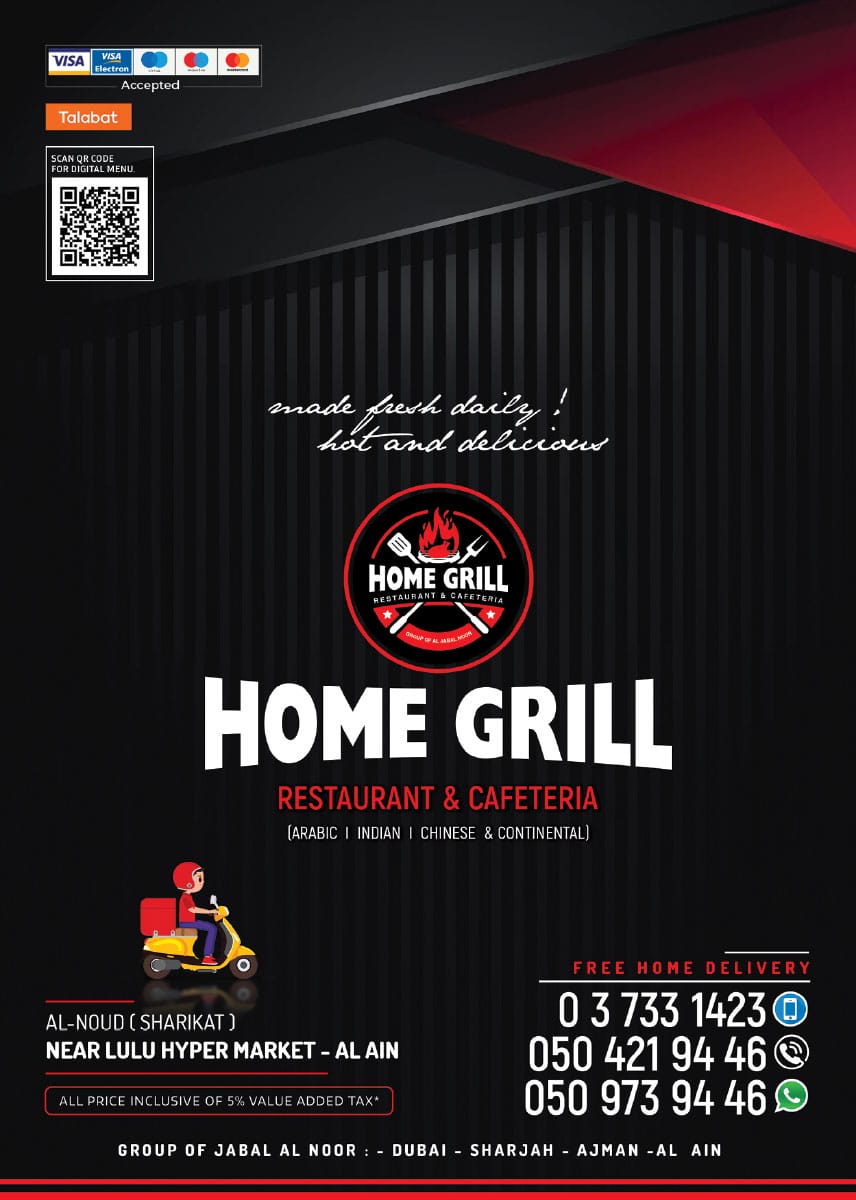 VISA
VISA
Electron
Accepted
Talabat
SCAN QR CODE
FOR DIGITAL MENU.
made fresh daily !
hot and delicious
HOME GRILL
RESTAURANT & CAFETERIA
GROUP OF AL JABAL NOOR
HOME GRILL
RESTAURANT & CAFETERIA
(ARABIC I INDIAN I CHINESE & CONTINENTAL)
FREE HOME DELIVERY
0 3 733 1423
050 421 94 46
050 973 94 46
AL-NOUD ( SHARIKAT )
NEAR LULU HYPER MARKET - AL AIN
ALL PRICE INCLUSIVE OF 5% VALUE ADDED TAX*
GROUP OF JABAL AL NOOR : - DUBAI - SHARJAH - AJMAN -AL AIN